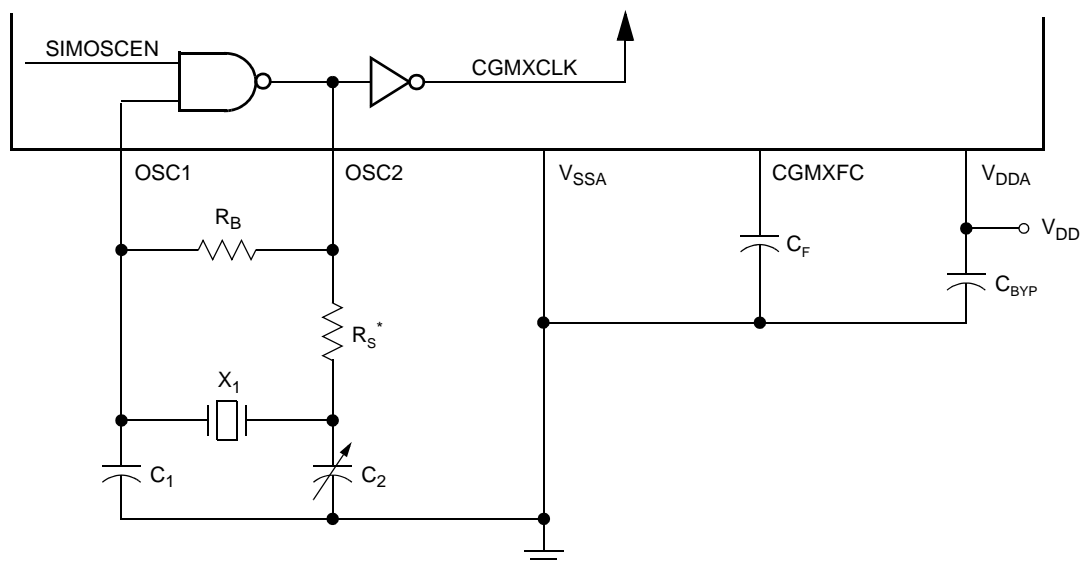 SIMOSCEN
CGMXCLK
OSC1
OSC2
VSSA
CGMXFC
VDDA
RB
CF
VDD
CBYP
RS*
X1
C1
C2